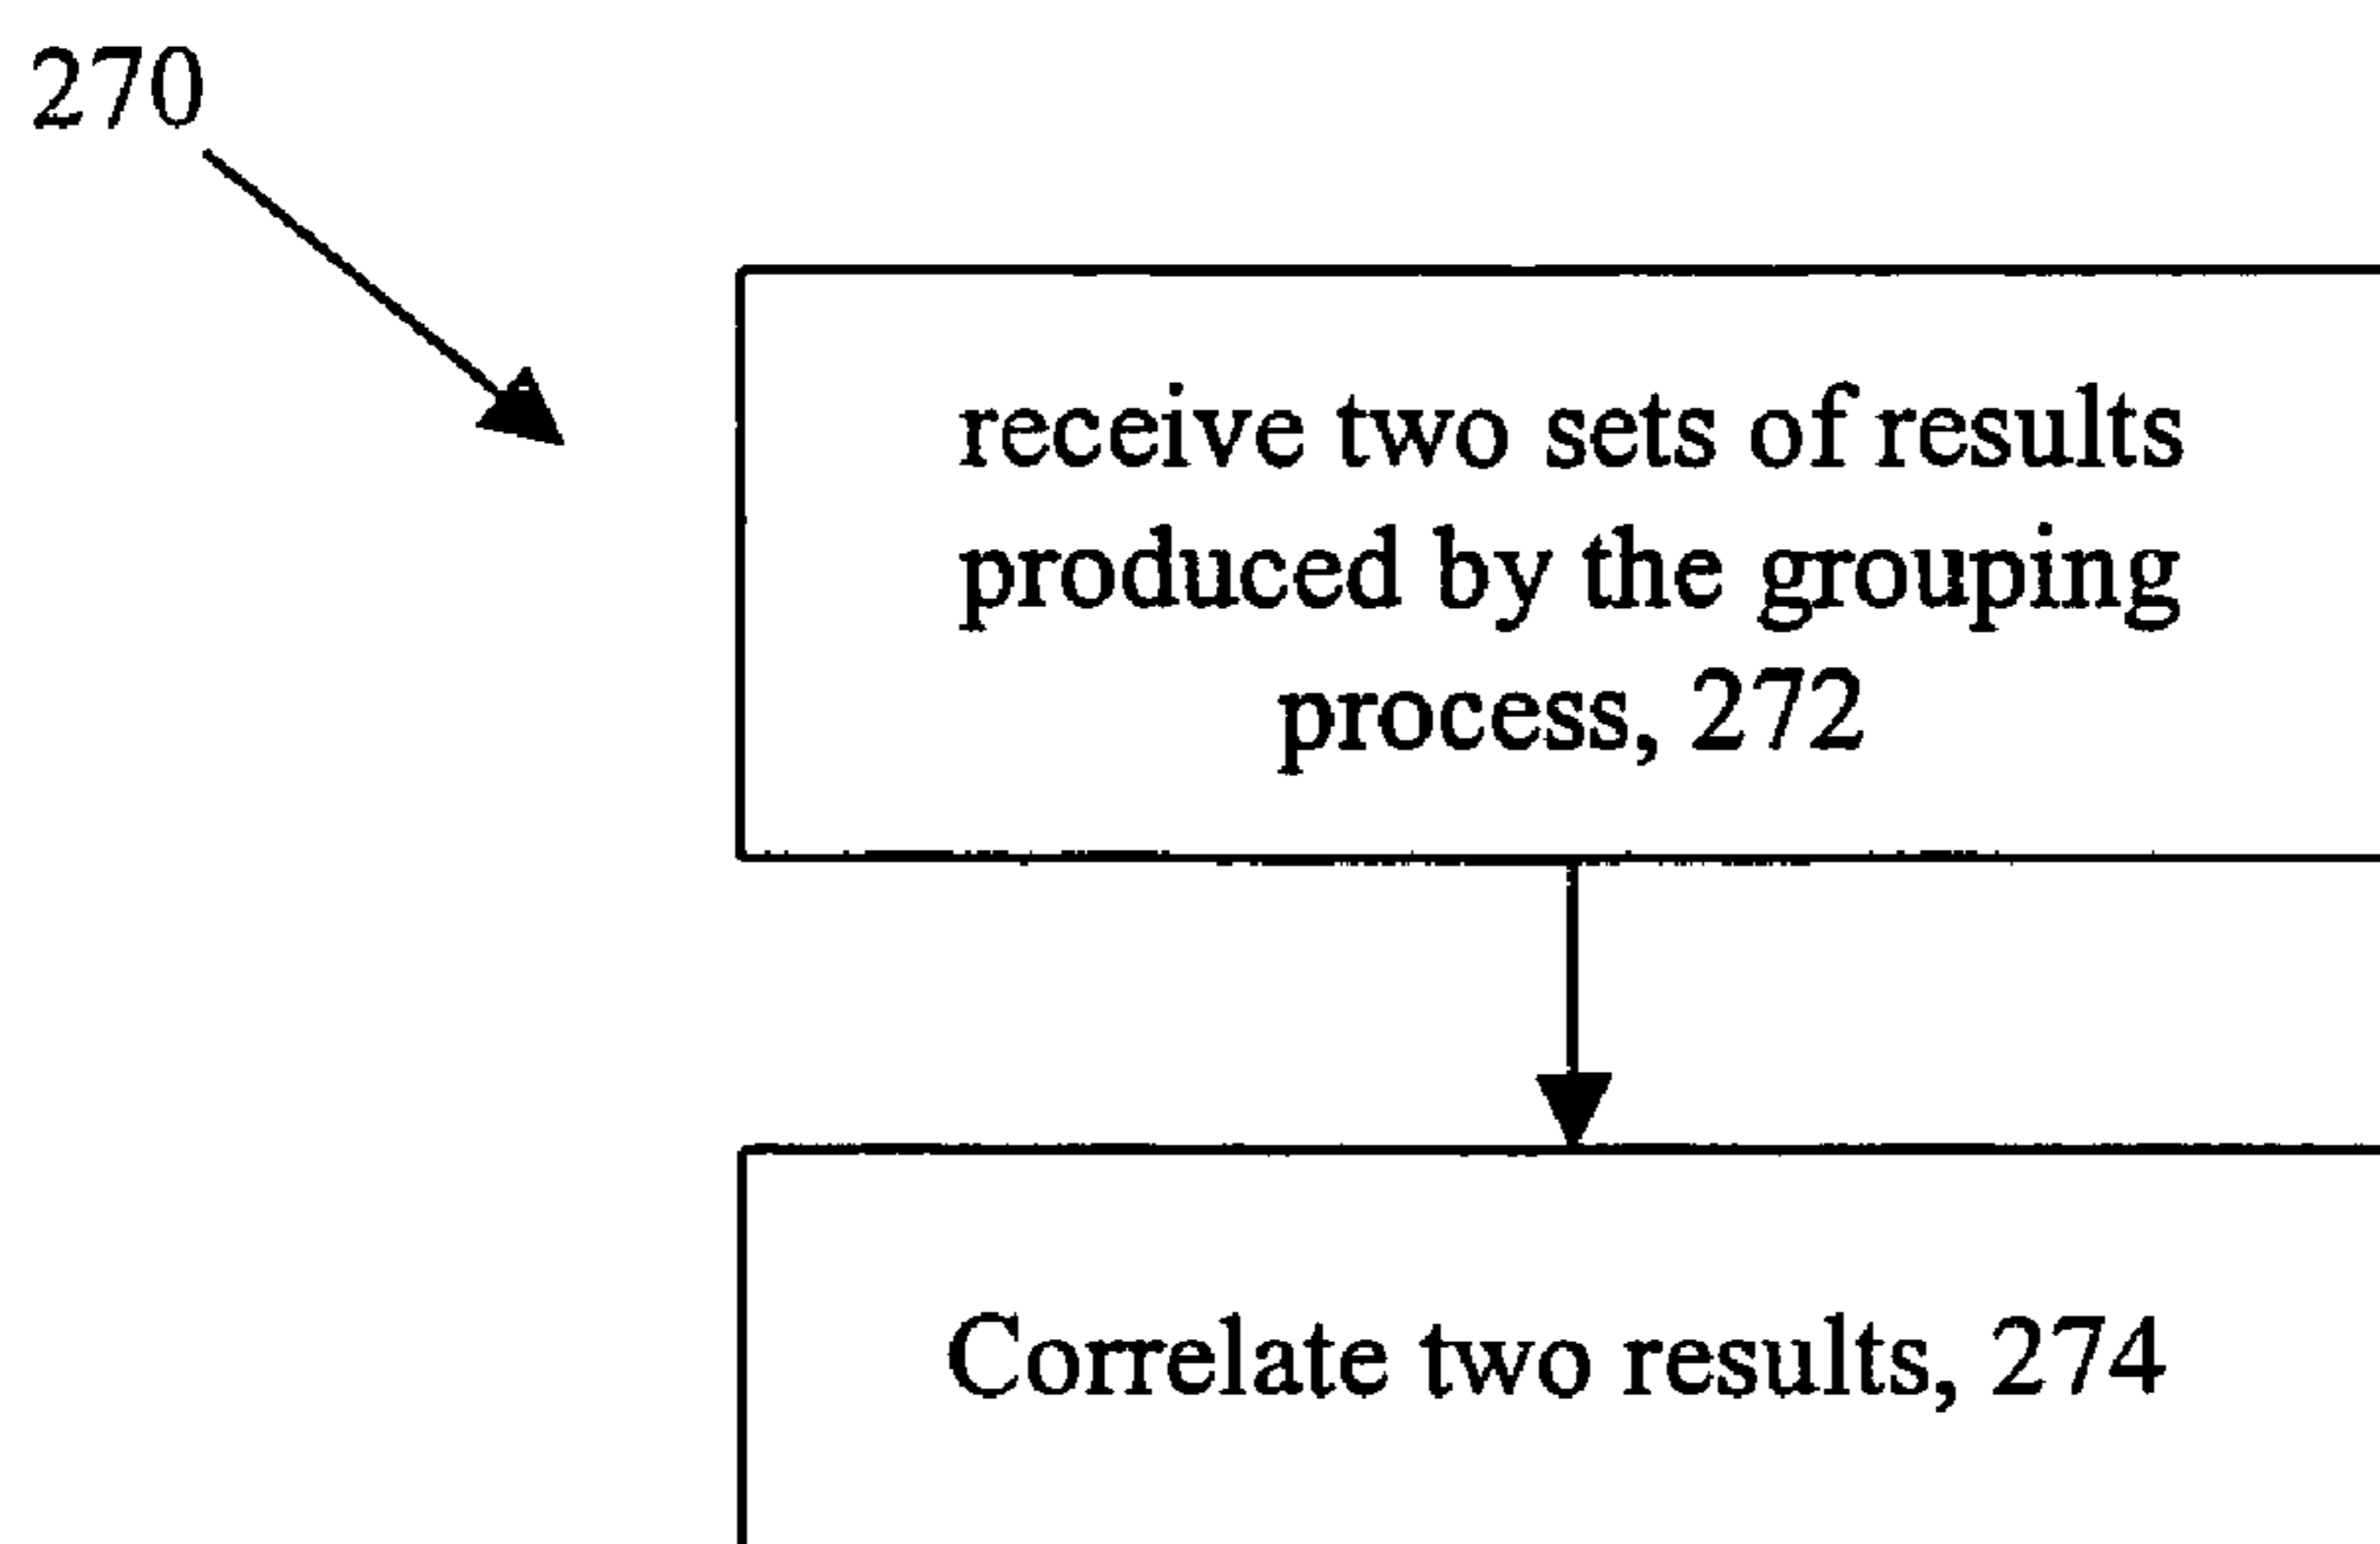 270
receive two sets of results
produced by the grouping
process, 272
Correlate two results, 274